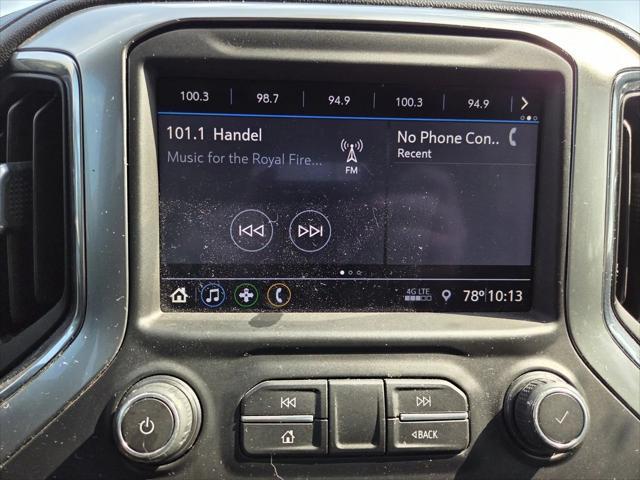 100.3 98.7 94.9 100.3 94.9
101.1 Handel
Music for the Royal Fire...
FM
No Phone Con..
Recent
4G LTE 78° 10:13
BACK